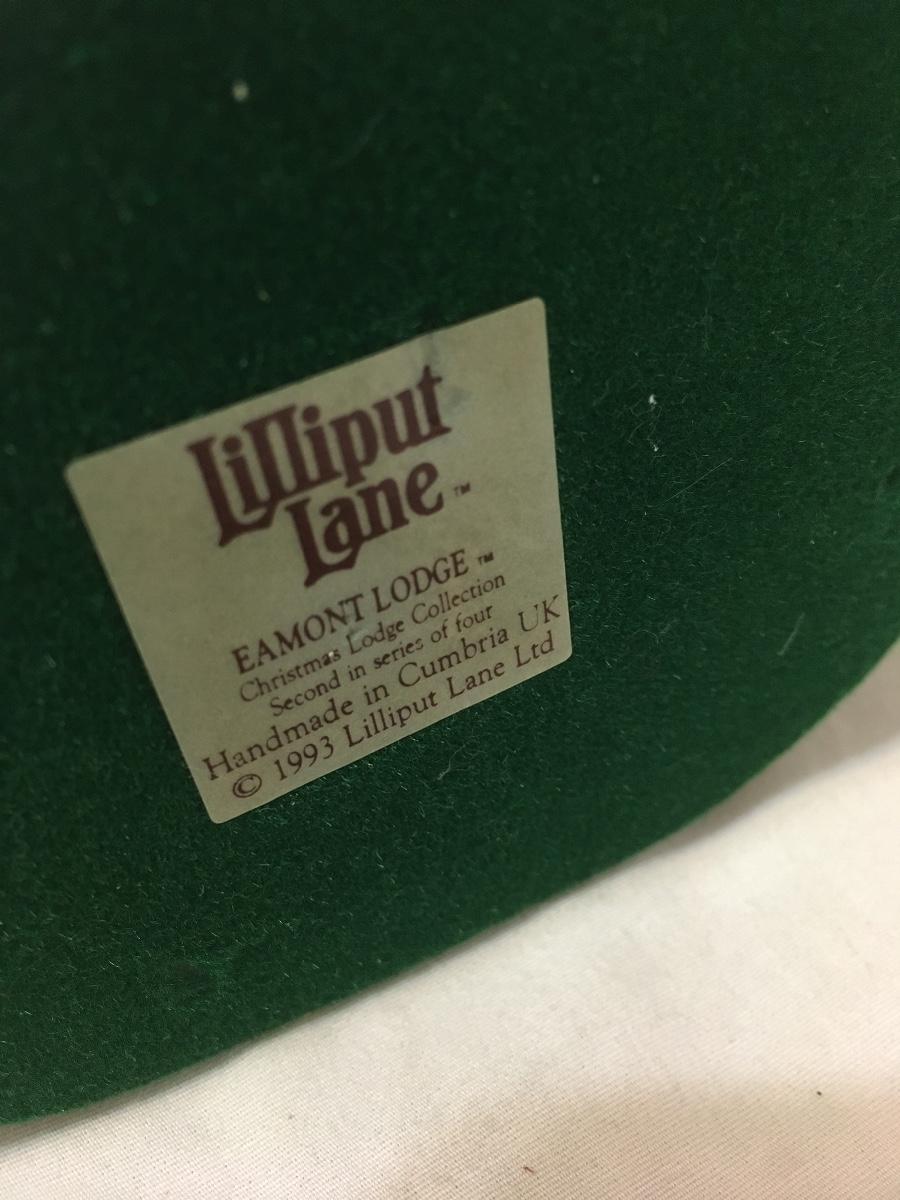 Lilliput
Lane™
EAMONT LODGE™
Christmas Lodge Collection
Second in series of four
Handmade in Cumbria UK
© 1993 Lilliput Lane Ltd